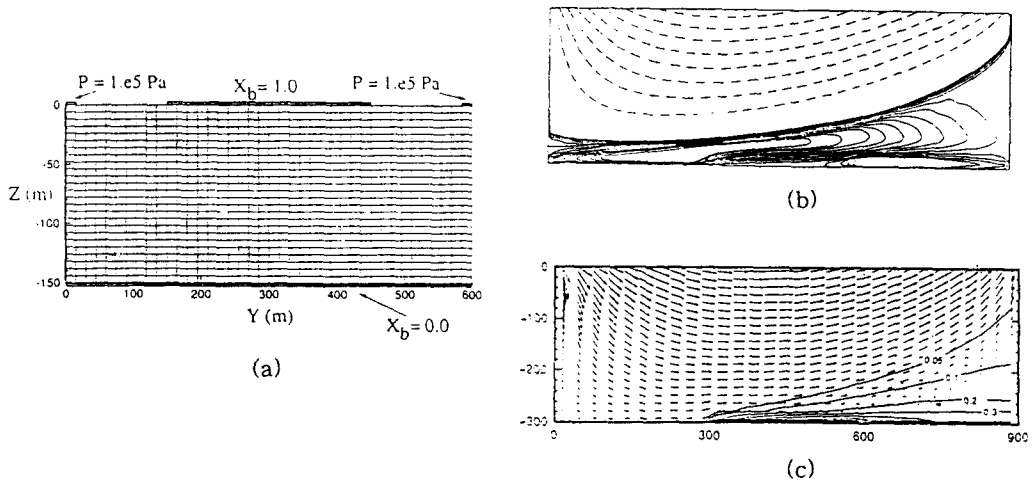 P = 1.e5 Pa
X_b = 1.0
P = 1.e5 Pa
0
-50
Z (m)
-100
-150
0 100 200 300 400 500 600
Y (m)
X_b = 0.0
(a)
(b)
0
-100
-200
-300
0.05
0.1
0.2
0.3
0 300 600 900
(c)